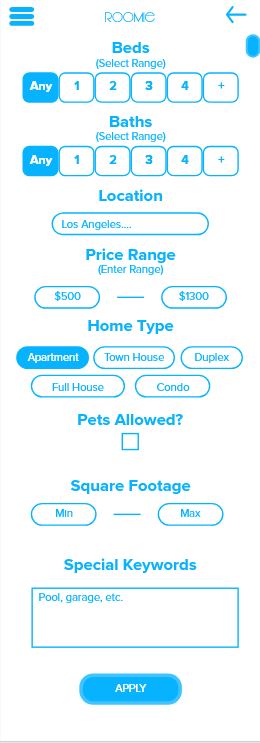 ROOMIE
Beds
(Select Range)
Any 1 2 3 4 +
Baths
(Select Range)
Any 1 2 3 4 +
Location
Los Angeles....
Price Range
(Enter Range)
$500 $1300
Home Type
Apartment Town House Duplex
Full House Condo
Pets Allowed?
Square Footage
Min Max
Special Keywords
Pool, garage, etc.
APPLY